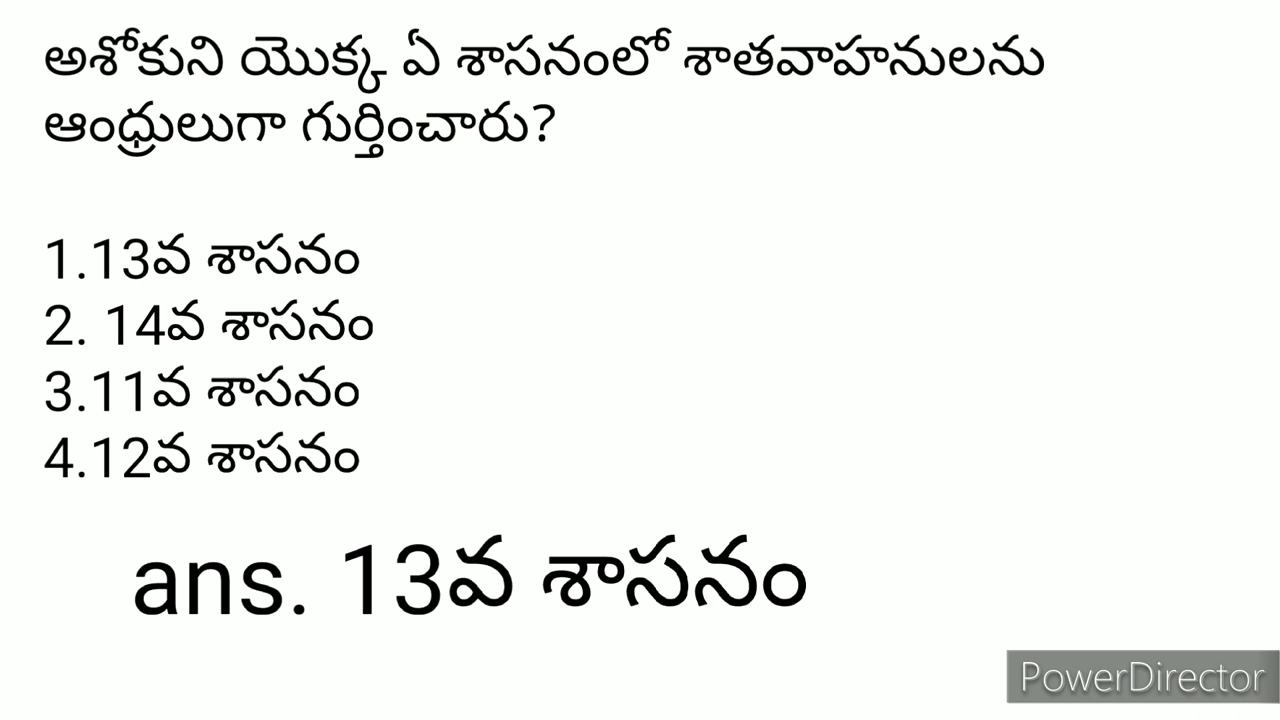 అశోకుని యొక్క ఏ శాసనంలో శాతవాహనులను
ఆంధ్రులుగా గుర్తించారు?
1.13వ శాసనం
2. 14వ శాసనం
3.11వ శాసనం
4.12వ శాసనం
ans. 13వ శాసనం
PowerDirector